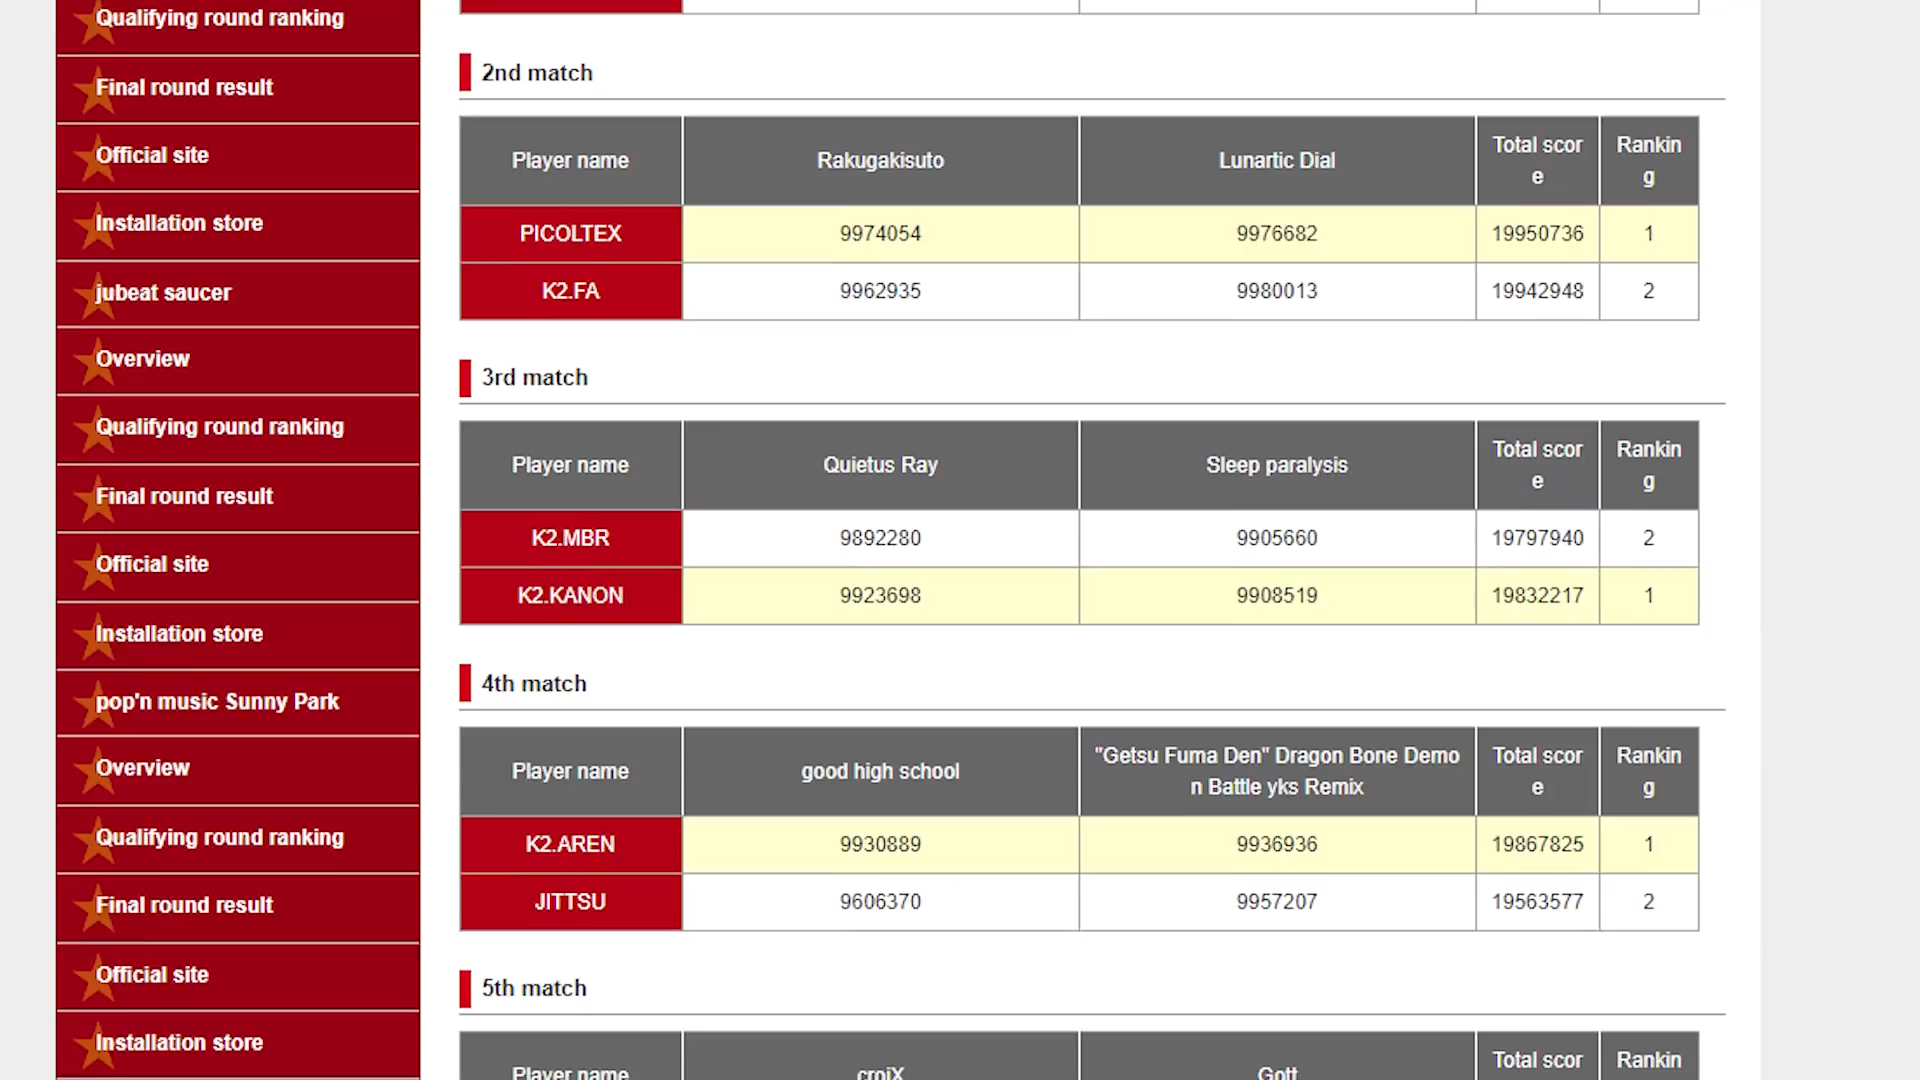 Qualifying round ranking
Final round result
Official site
Installation store
jubeat saucer
Overview
Qualifying round ranking
Final round result
Official site
Installation store
pop'n music Sunny Park
Overview
Qualifying round ranking
Final round result
Official site
Installation store
2nd match
Player name Rakugakisuto Lunartic Dial Total scor Rankin
e g
PICOLTEX 9974054 9976682 19950736 1
K2.FA 9962935 9980013 19942948 2
3rd match
Player name Quietus Ray Sleep paralysis Total scor Rankin
e g
K2.MBR 9892280 9905660 19797940 2
K2.KANON 9923698 9908519 19832217 1
4th match
Player name good high school "Getsu Fuma Den" Dragon Bone Demo Total scor Rankin
n Battle yks Remix e g
K2.AREN 9930889 9936936 19867825 1
JITTSU 9606370 9957207 19563577 2
5th match
Player name croiX Gott Total scor Rankin